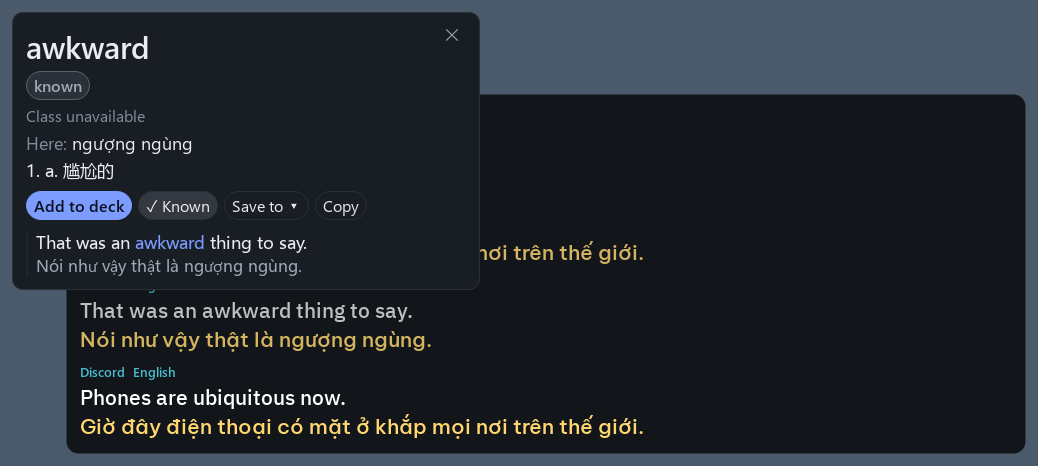 awkward
known
Class unavailable
Here: ngượng ngùng
1. a. 尴尬的
Add to deck ✓ Known Save to ▾ Copy
That was an awkward thing to say.
Nói như vậy thật là ngượng ngùng.
nơi trên thế giới.
That was an awkward thing to say.
Nói như vậy thật là ngượng ngùng.
Discord English
Phones are ubiquitous now.
Giờ đây điện thoại có mặt ở khắp mọi nơi trên thế giới.